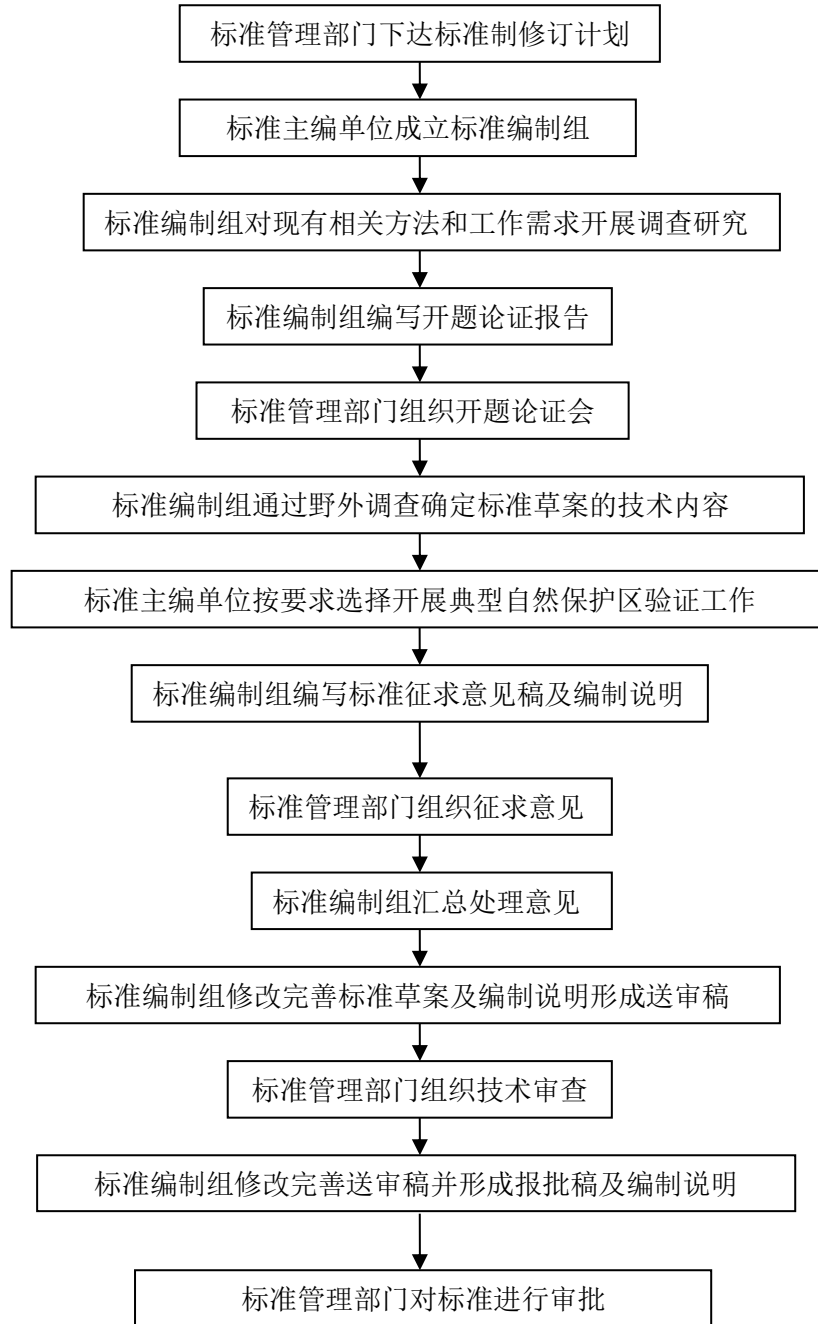 标准管理部门下达标准制修订计划
标准主编单位成立标准编制组
标准编制组对现有相关方法和工作需求开展调查研究
标准编制组编写开题论证报告
标准管理部门组织开题论证会
标准编制组通过野外调查确定标准草案的技术内容
标准主编单位按要求选择开展典型自然保护区验证工作
标准编制组编写标准征求意见稿及编制说明
标准管理部门组织征求意见
标准编制组汇总处理意见
标准编制组修改完善标准草案及编制说明形成送审稿
标准管理部门组织技术审查
标准编制组修改完善送审稿并形成报批稿及编制说明
标准管理部门对标准进行审批